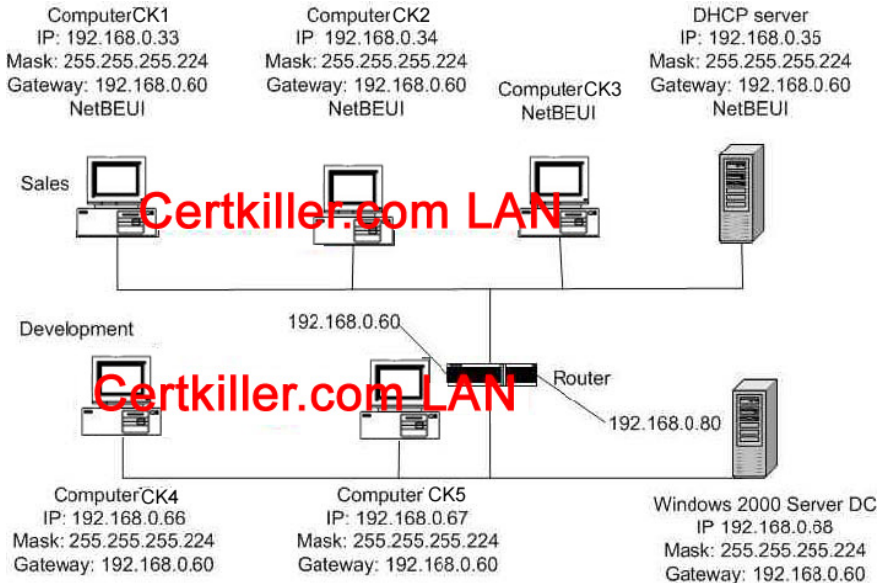 ComputerCK1
IP: 192.168.0.33
Mask: 255.255.255.224
Gateway: 192.168.0.60
NetBEUI
ComputerCK2
IP: 192.168.0.34
Mask: 255.255.255.224
Gateway: 192.168.0.60
NetBEUI
ComputerCK3
NetBEUI
DHCP server
IP: 192.168.0.35
Mask: 255.255.255.224
Gateway: 192.168.0.60
NetBEUI
Sales
Certkiller.com LAN
Development
192.168.0.60
Router
Certkiller.com LAN
192.168.0.80
Computer CK4
IP: 192.168.0.66
Mask: 255.255.255.224
Gateway: 192.168.0.60
Computer CK5
IP: 192.168.0.67
Mask: 255.255.255.224
Gateway: 192.168.0.60
Windows 2000 Server DC
IP 192.168.0.68
Mask: 255.255.255.224
Gateway: 192.168.0.60